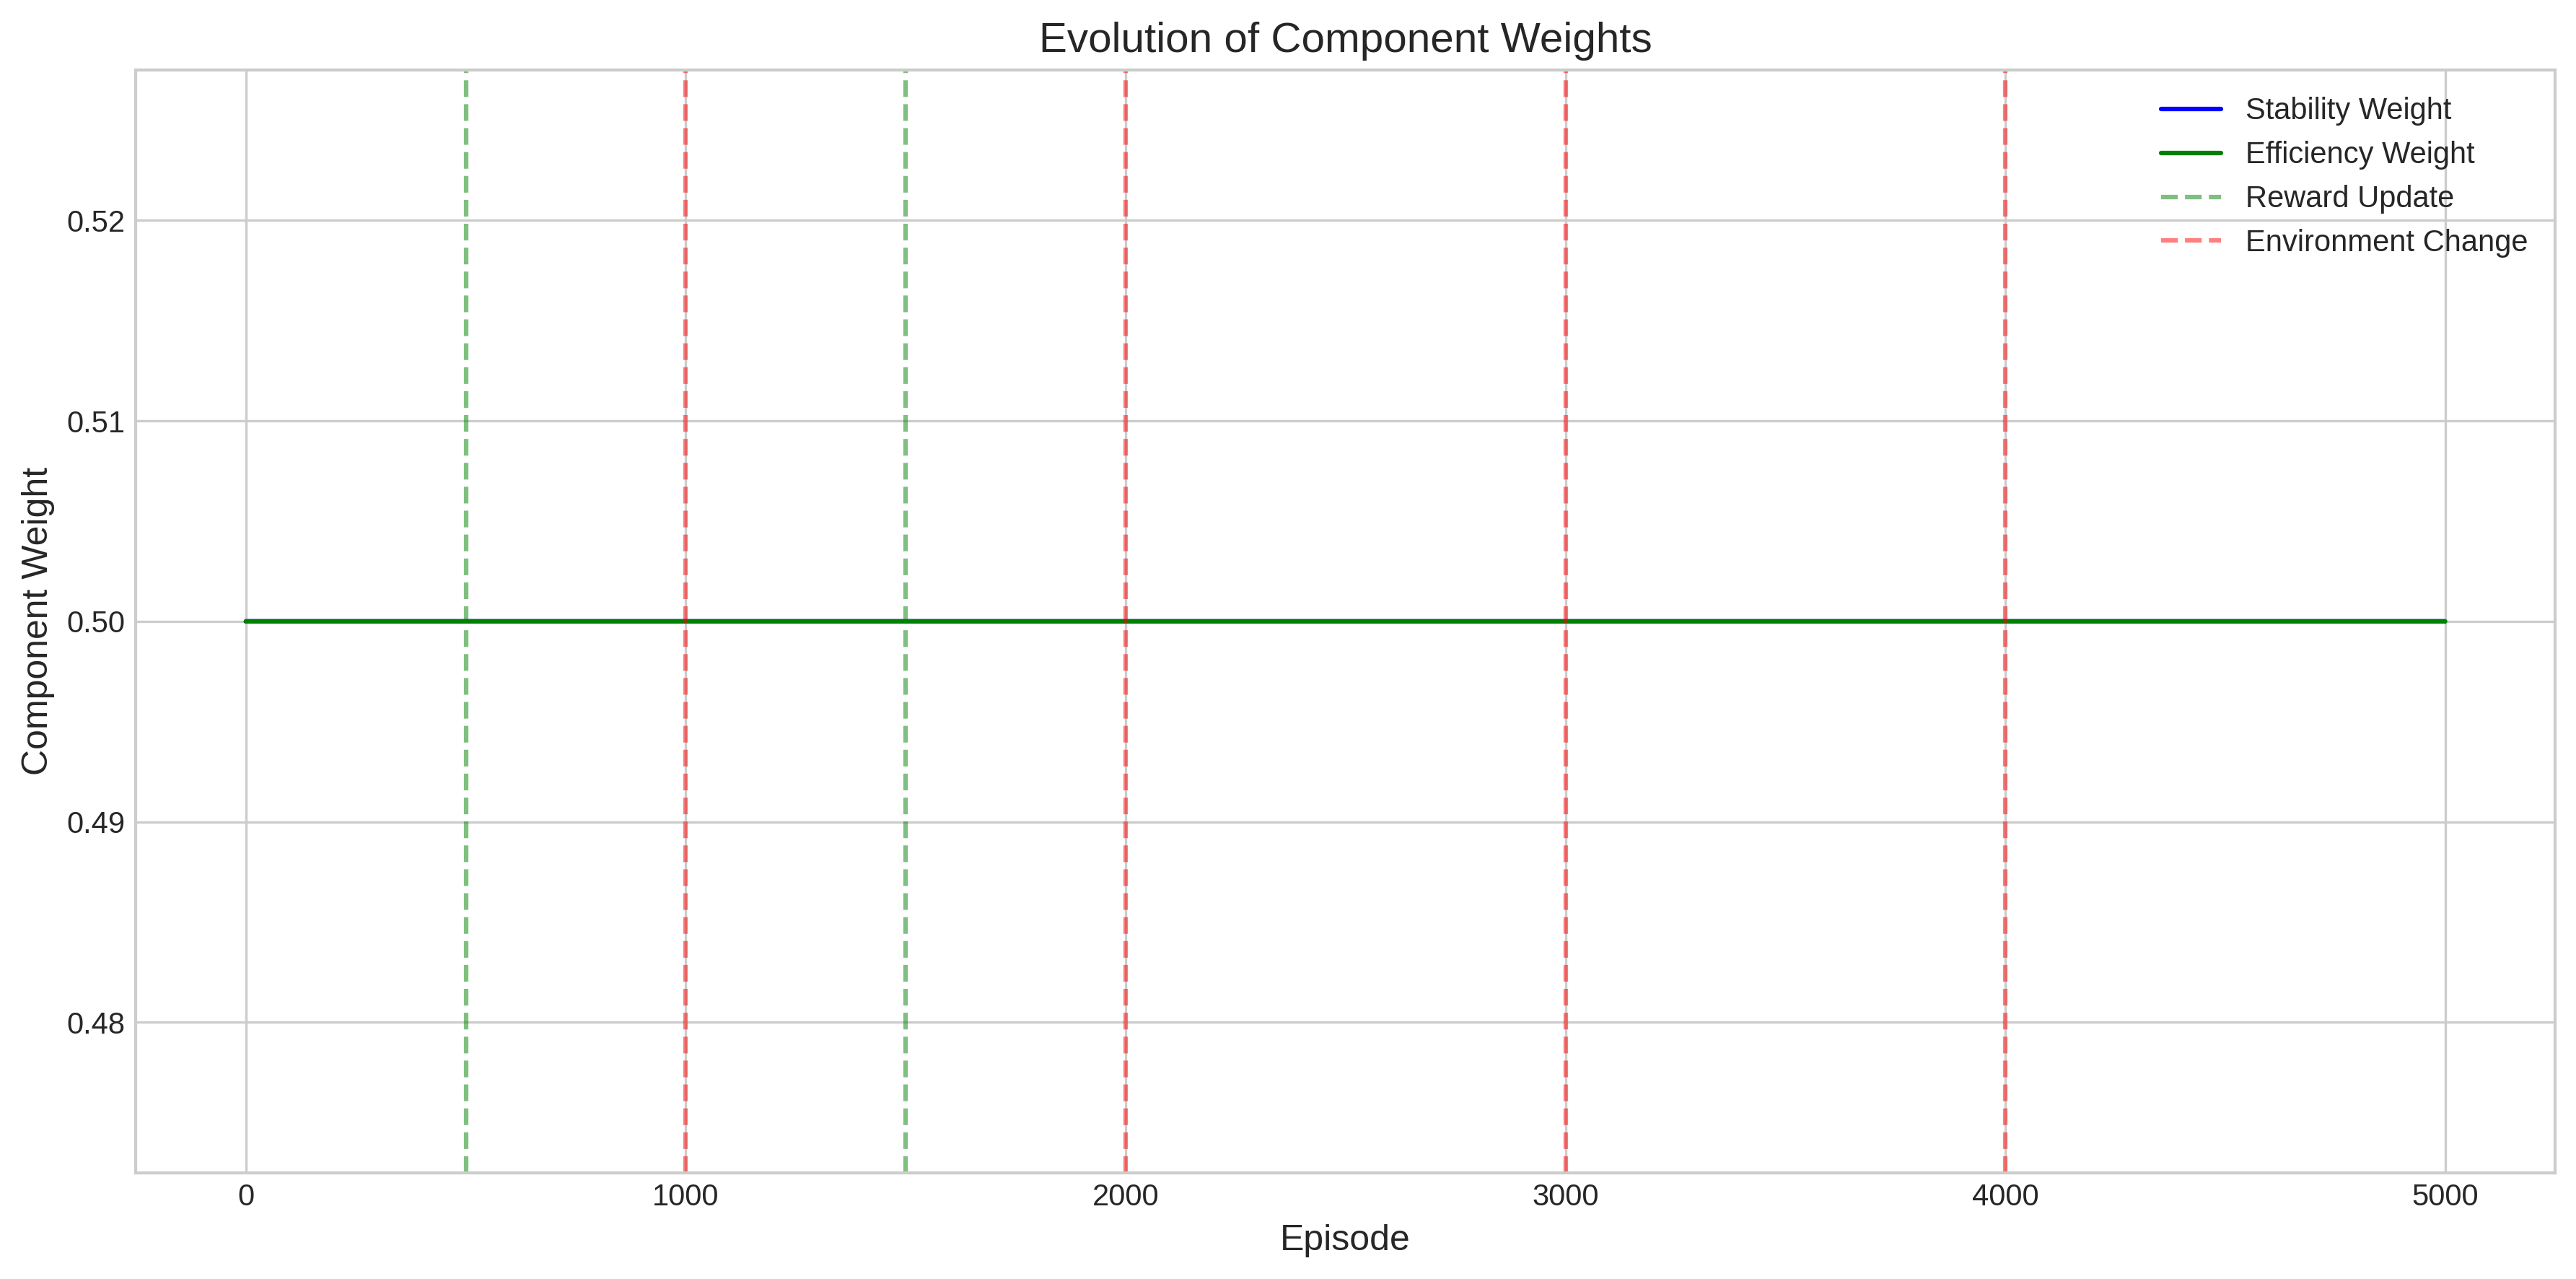 Evolution of Component Weights
Stability Weight
Efficiency Weight
Reward Update
Environment Change
Component Weight
0.52
0.51
0.50
0.49
0.48
0 1000 2000 3000 4000 5000
Episode